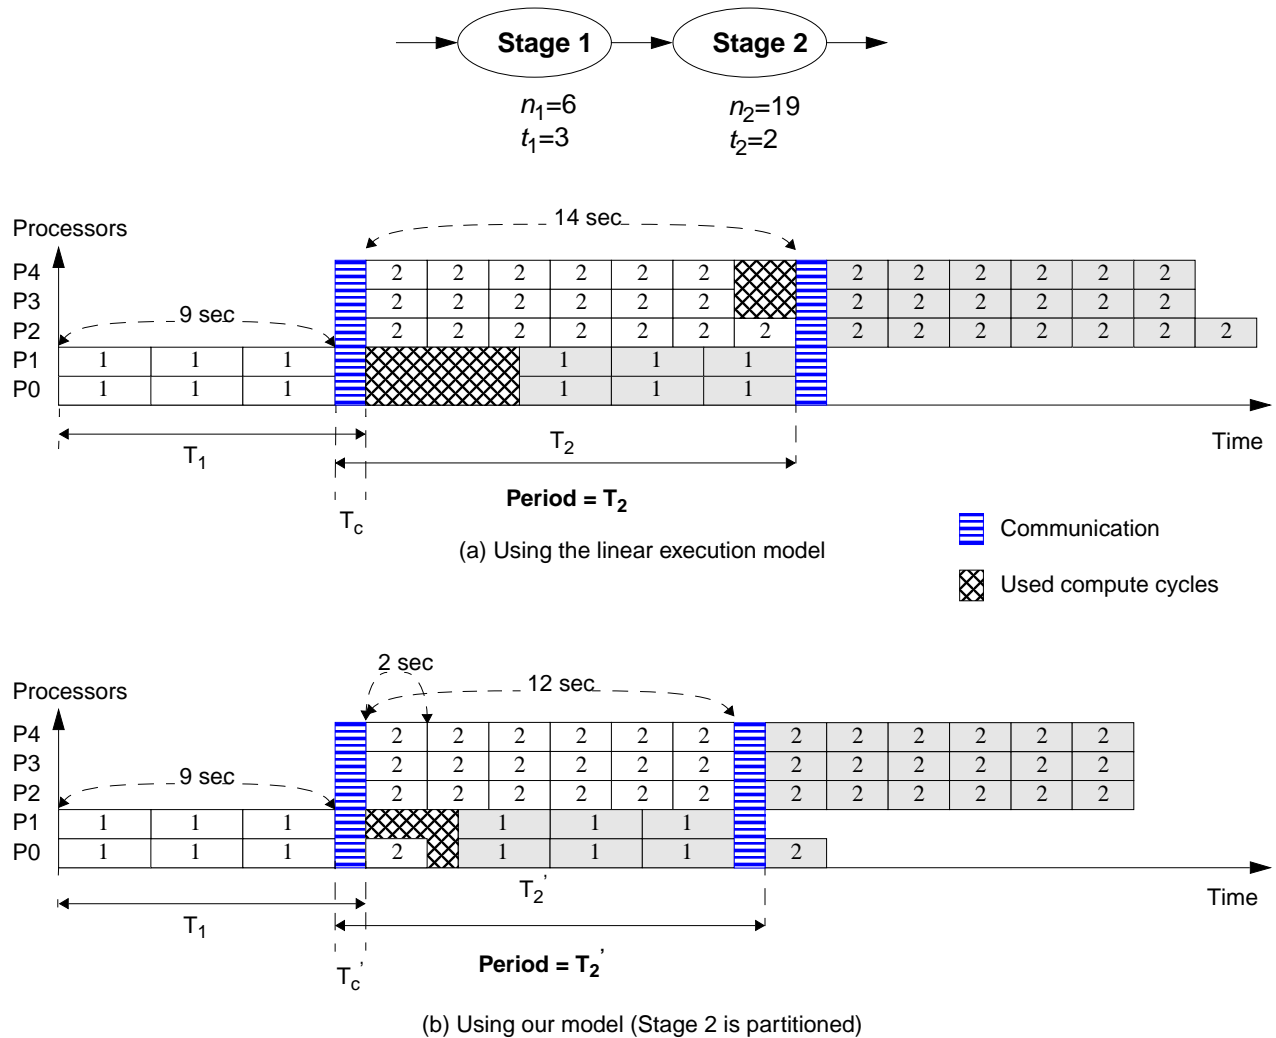 Stage 1 Stage 2
n1=6 n2=19
t1=3 t2=2
14 sec
Processors
P4 2 2 2 2 2 2 2 2 2 2 2 2
P3 2 2 2 2 2 2 2 2 2 2 2 2
9 sec
P2 2 2 2 2 2 2 2 2 2 2 2 2 2 2
P1 1 1 1 1 1 1
P0 1 1 1 1 1 1
T1 T2 Time
Period = T2
Tc
(a) Using the linear execution model
Communication
Used compute cycles
2 sec
12 sec
Processors
P4 2 2 2 2 2 2 2 2 2 2 2 2
P3 2 2 2 2 2 2 2 2 2 2 2 2
9 sec
P2 2 2 2 2 2 2 2 2 2 2 2 2
P1 1 1 1 1 1 1
P0 1 1 1 2 1 1 1 2
T2'
T1 Time
Period = T2'
Tc'
(b) Using our model (Stage 2 is partitioned)